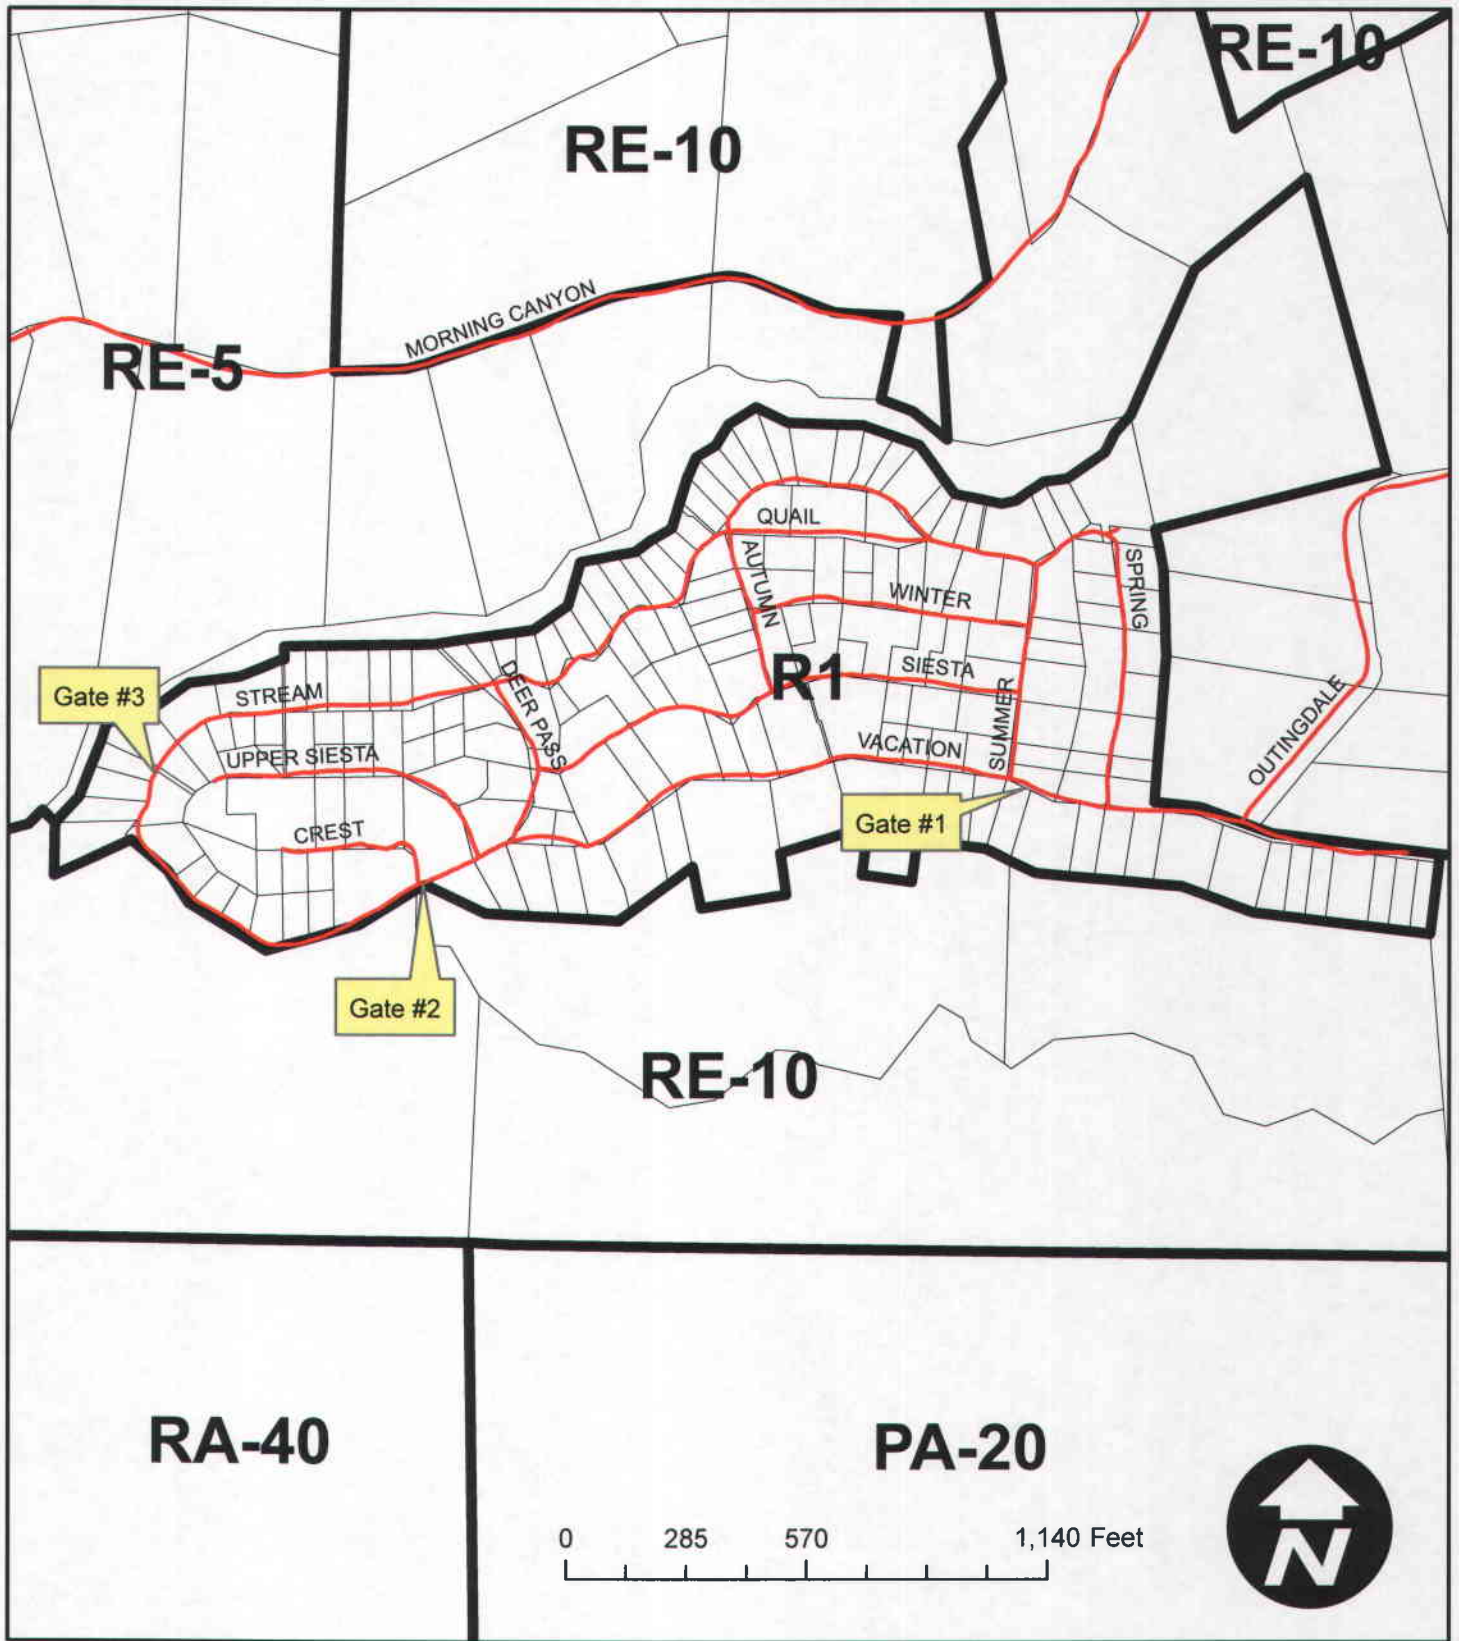 RE-10
RE-10
MORNING CANYON
RE-5
QUAIL
AUTUMN
SPRING
WINTER
R1
SIESTA
DEER PASS
Gate #3
STREAM
SUMMER
OUTINGDALE
VACATION
UPPER SIESTA
Gate #1
CREST
Gate #2
RE-10
RA-40
PA-20
0 285 570 1,140 Feet
N